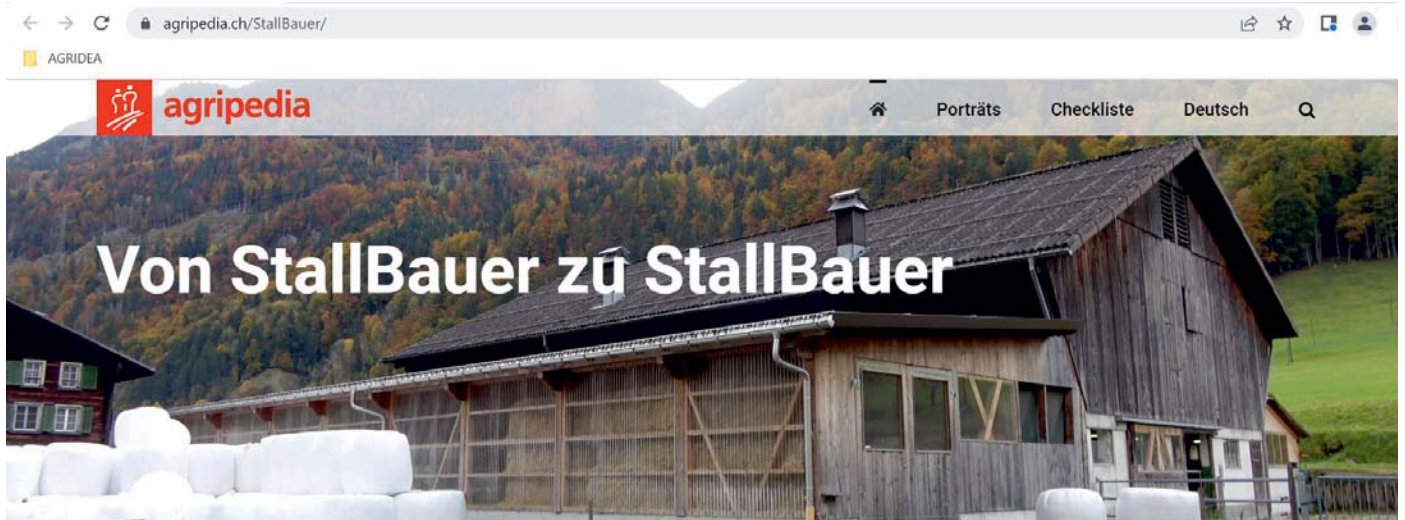 agripedia.ch/StallBauer/
AGRIDEA
agripedia Porträts Checkliste Deutsch
Von StallBauer zu StallBauer